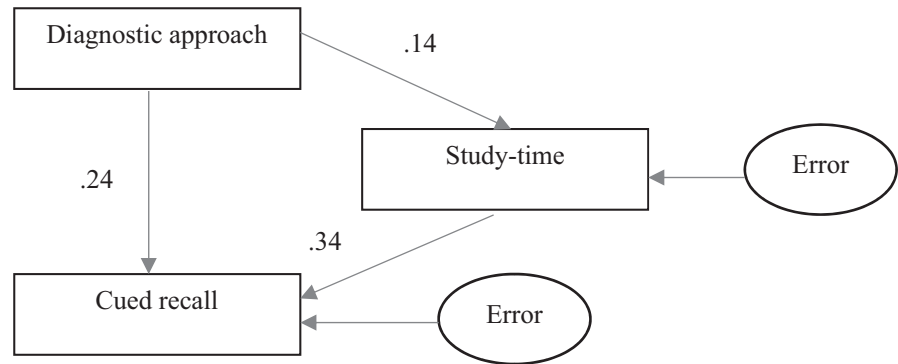 Diagnostic approach
.14
Study-time
Error
.24
.34
Cued recall
Error